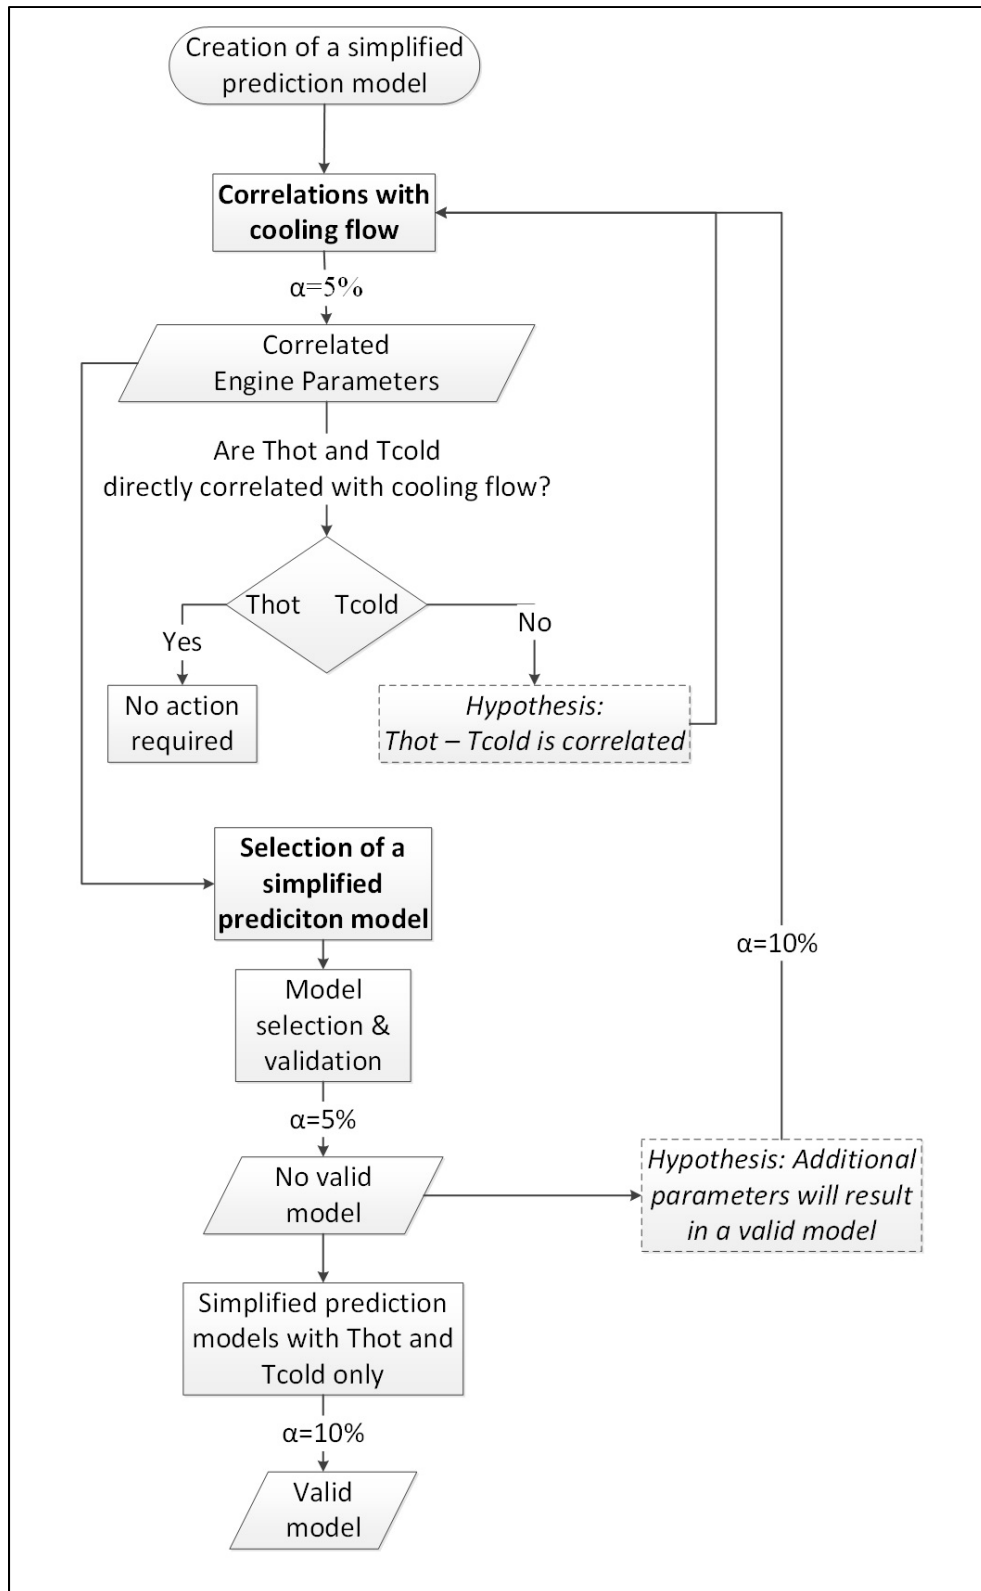 Creation of a simplified
prediction model
Correlations with
cooling flow
α=5%
Correlated
Engine Parameters
Are Thot and Tcold
directly correlated with cooling flow?
Thot Tcold
Yes
No
No action
required
Hypothesis:
Thot – Tcold is correlated
Selection of a
simplified
prediciton model
α=10%
Model
selection &
validation
α=5%
No valid
model
Hypothesis: Additional
parameters will result
in a valid model
Simplified prediction
models with Thot and
Tcold only
α=10%
Valid
model